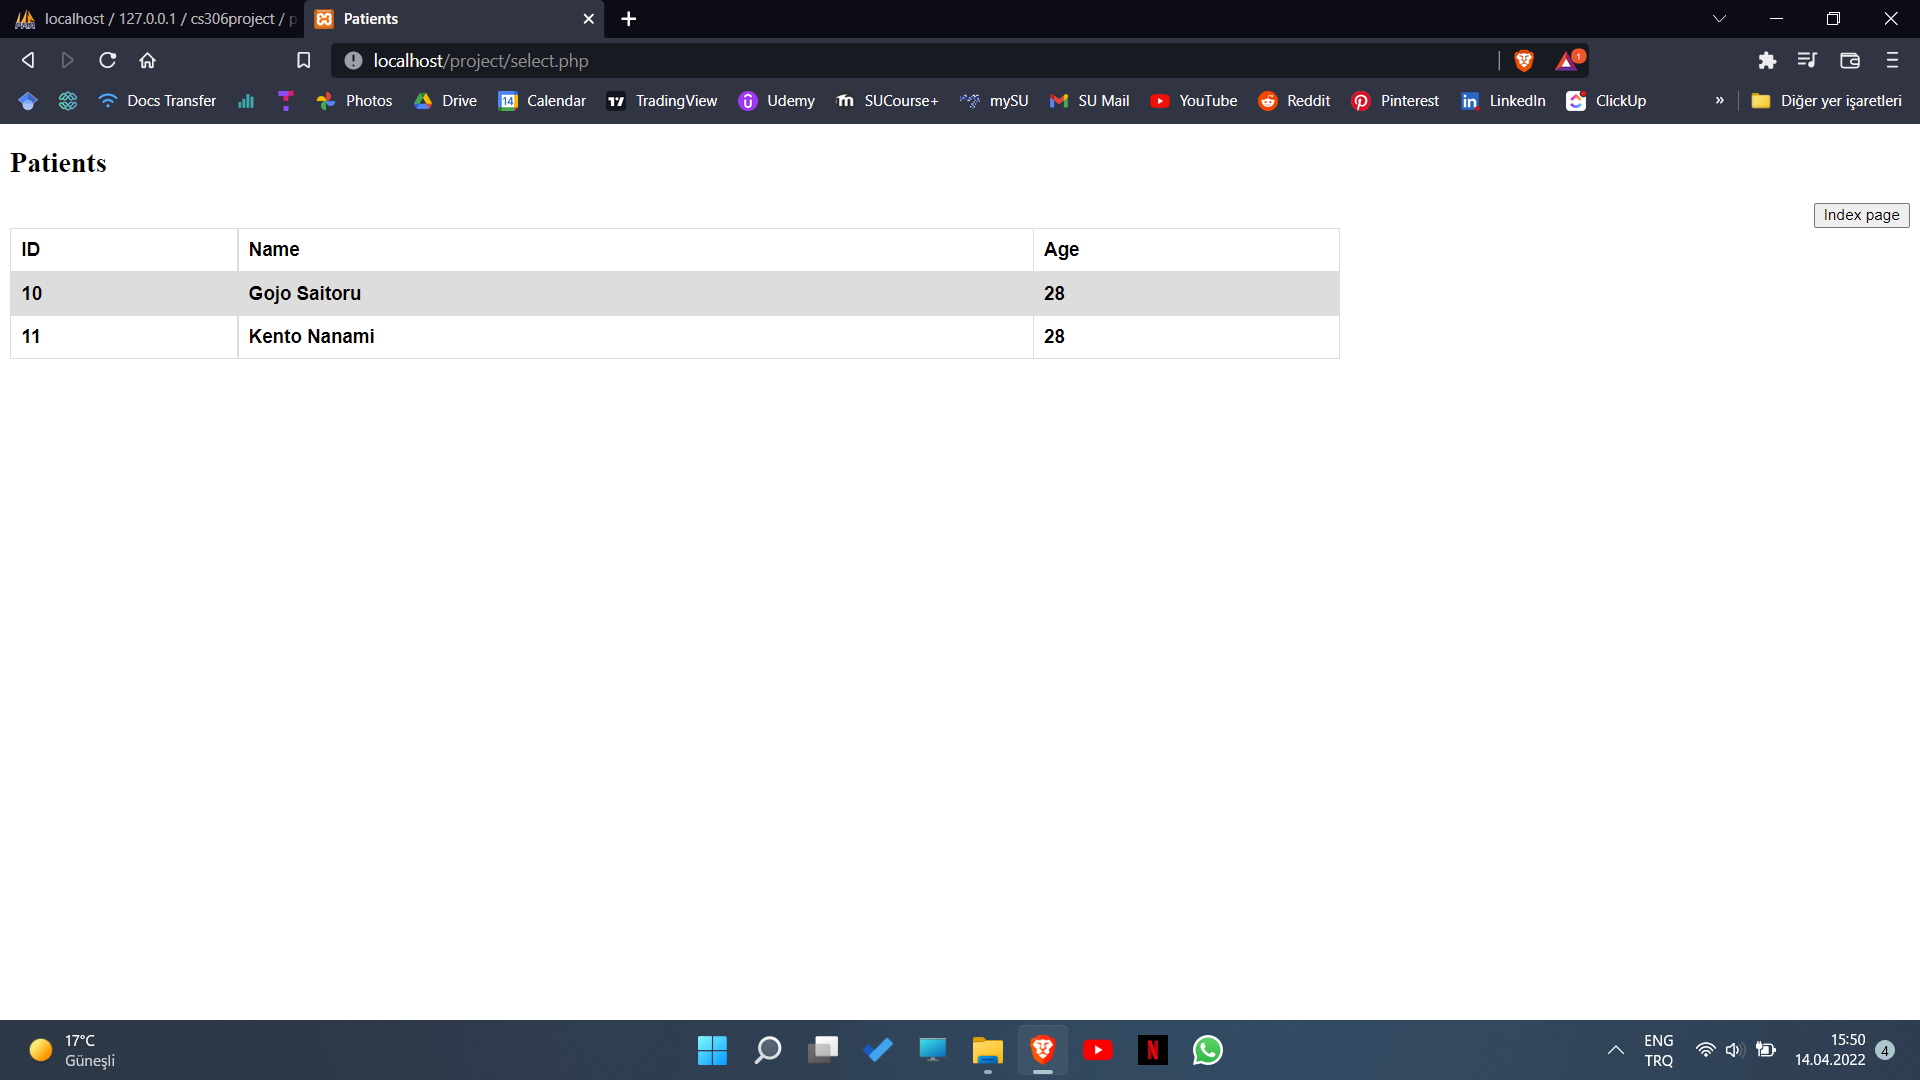 localhost / 127.0.0.1 / cs306project / p
Patients
localhost/project/select.php
1
Docs Transfer
Photos
Drive
14
Calendar
TradingView
Udemy
SUCourse+
mySU
SU Mail
YouTube
Reddit
Pinterest
LinkedIn
ClickUp
»
Diğer yer işaretleri
Patients
Index page
ID Name Age
10 Gojo Saitoru 28
11 Kento Nanami 28
17°C
Güneşli
ENG
TRQ
15:50
14.04.2022
4